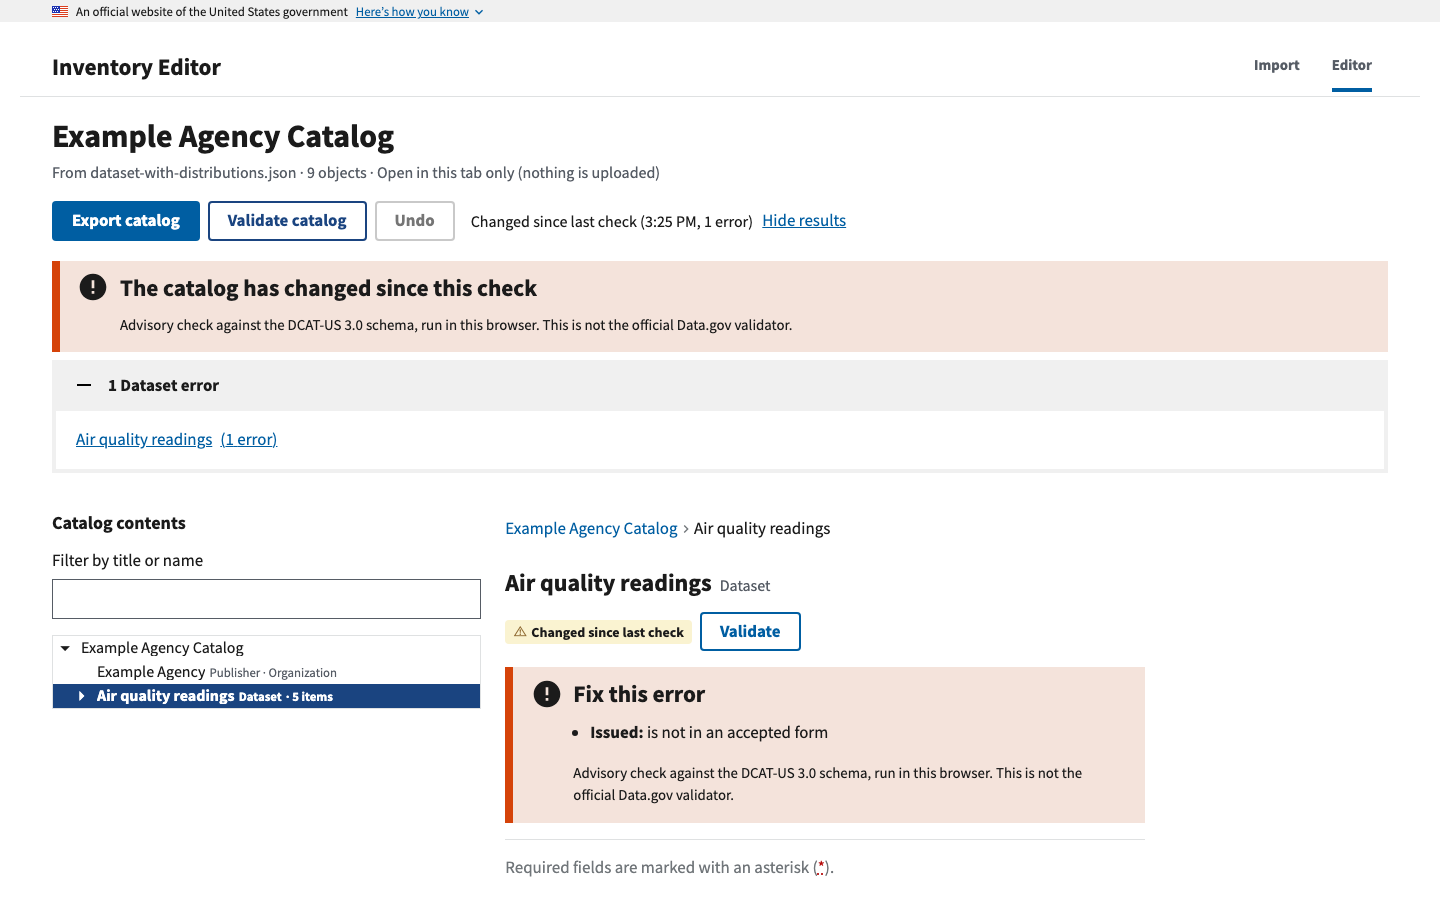 An official website of the United States government Here's how you know
Inventory Editor
Import Editor
Example Agency Catalog
From dataset-with-distributions.json · 9 objects · Open in this tab only (nothing is uploaded)
Export catalog Validate catalog Undo Changed since last check (3:25 PM, 1 error) Hide results
The catalog has changed since this check
Advisory check against the DCAT-US 3.0 schema, run in this browser. This is not the official Data.gov validator.
1 Dataset error
Air quality readings (1 error)
Catalog contents
Filter by title or name
Example Agency Catalog
Example Agency Publisher · Organization
Air quality readings Dataset · 5 items
Example Agency Catalog › Air quality readings
Air quality readings Dataset
Changed since last check Validate
Fix this error
• Issued: is not in an accepted form
Advisory check against the DCAT-US 3.0 schema, run in this browser. This is not the
official Data.gov validator.
Required fields are marked with an asterisk (*).